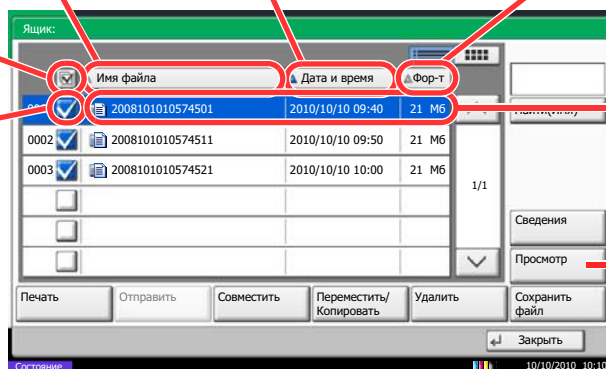 Ящик:
Имя файла Дата и время Фор-т
2008101010574501 2010/10/10 09:40 21 Мб
0002 2008101010574511 2010/10/10 09:50 21 Мб
0003 2008101010574521 2010/10/10 10:00 21 Мб
1/1
Сведения
Просмотр
Печать Отправить Совместить Переместить/
Копировать Удалить Сохранить
файл
Закрыть
Состояние 10/10/2010 10:10